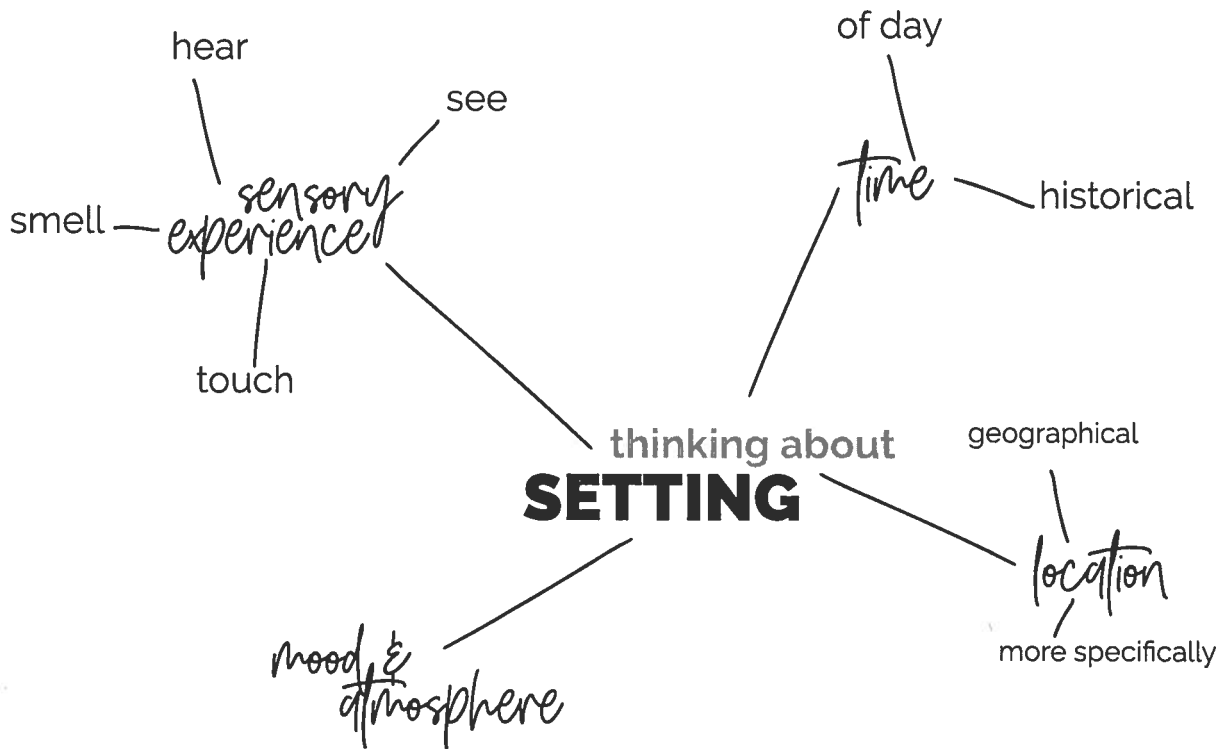 hear
see
sensory
experience
smell
touch
of day
time
historical
thinking about
SETTING
geographical
location
more specifically
mood &
atmosphere